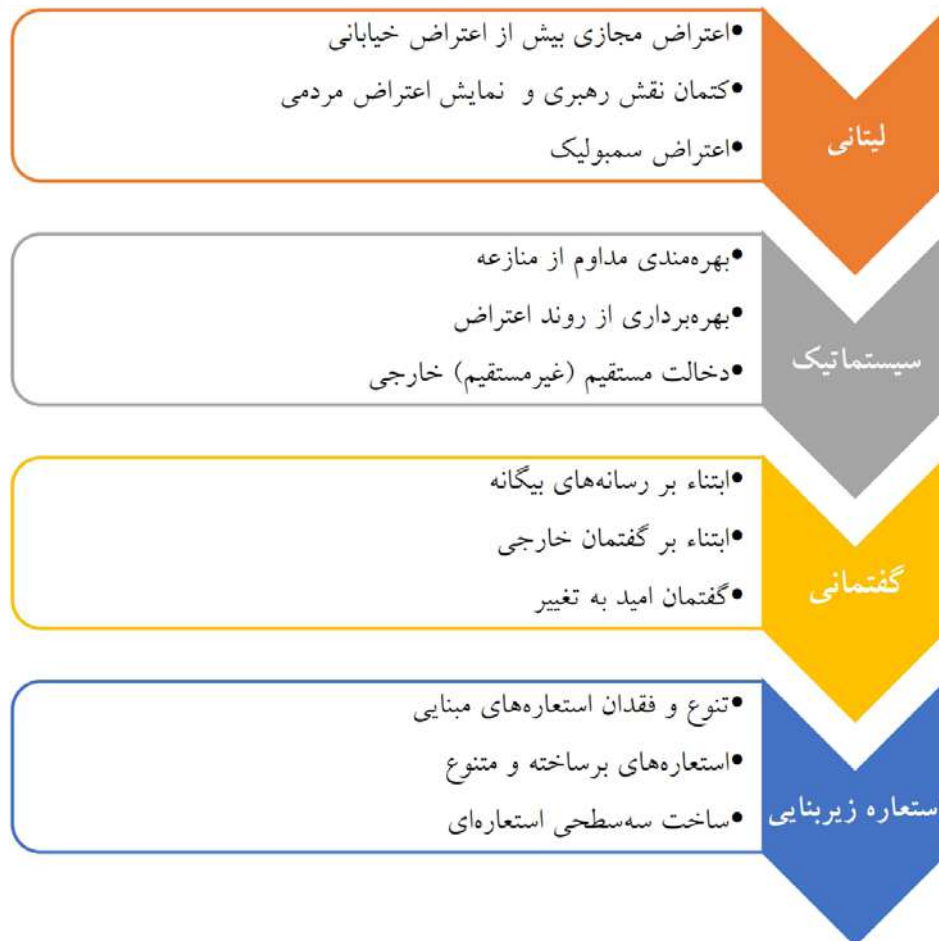 لیتانی
•اعتراض مجازی بیش از اعتراض خیابانی
•کتمان نقش رهبری و نمایش اعتراض مردمی
•اعتراض سمبولیک
سیستماتیک
•بهره‌مندی مداوم از منازعه
•بهره‌برداری از روند اعتراض
•دخالت مستقیم (غیرمستقیم) خارجی
گفتمانی
•ابتناء بر رسانه‌های بیگانه
•ابتناء بر گفتمان خارجی
•گفتمان امید به تغییر
ستعاره زیربنایی
•تنوع و فقدان استعاره‌های مبنایی
•استعاره‌های برساخته و متنوع
•ساخت سه‌سطحی استعاره‌ای